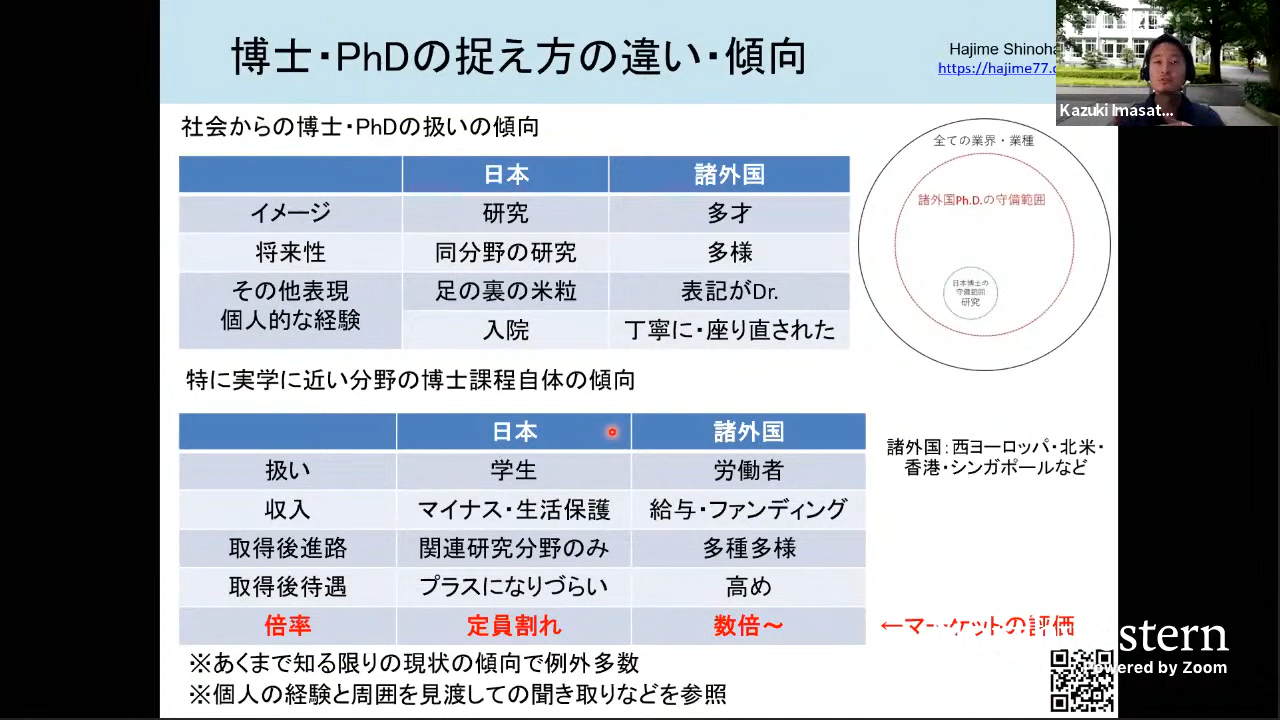 博士・PhDの捉え方の違い・傾向
Hajime Shinoha
https://hajime77.c
Kazuki Imasat...
社会からの博士・PhDの扱いの傾向
日本 諸外国
イメージ 研究 多才
将来性 同分野の研究 多様
その他表現 足の裏の米粒 表記がDr.
個人的な経験 入院 丁寧に・座り直された
全ての業界・業種
諸外国Ph.D.の守備範囲
日本博士の
守備範囲
研究
特に実学に近い分野の博士課程自体の傾向
日本 諸外国
扱い 学生 労働者
収入 マイナス・生活保護 給与・ファンディング
取得後進路 関連研究分野のみ 多種多様
取得後待遇 プラスになりづらい 高め
倍率 定員割れ 数倍～ ←マーケットの評価
諸外国：西ヨーロッパ・北米・
香港・シンガポールなど
※あくまで知る限りの現状の傾向で例外多数
※個人の経験と周囲を見渡しての聞き取りなどを参照
stern
Powered by Zoom